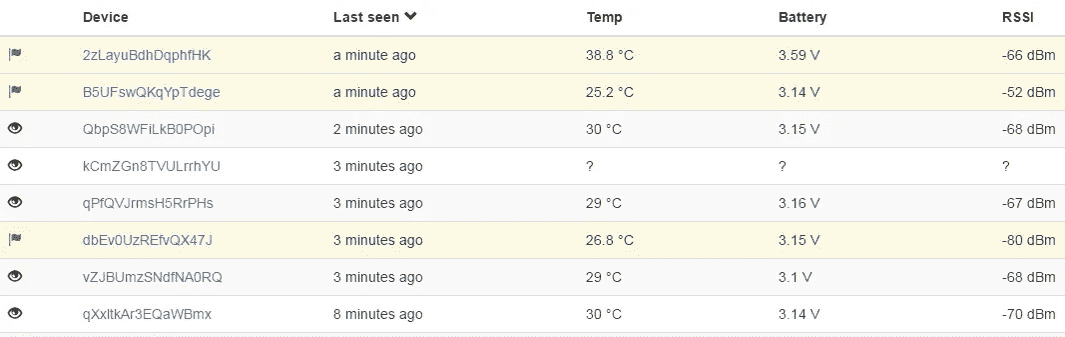 Device Last seen Temp Battery RSSI
2zLayuBdhDqphfHK a minute ago 38.8 °C 3.59 V -66 dBm
B5UFswQKqYpTdege a minute ago 25.2 °C 3.14 V -52 dBm
QbpS8WFiLkB0POpi 2 minutes ago 30 °C 3.15 V -68 dBm
kCmZGn8TVULrrhYU 3 minutes ago ? ? ?
qPfQVJrmsH5RrPHs 3 minutes ago 29 °C 3.16 V -67 dBm
dbEv0UzREfvQX47J 3 minutes ago 26.8 °C 3.15 V -80 dBm
vZJBUmzSNdfNA0RQ 3 minutes ago 29 °C 3.1 V -68 dBm
qXxltkAr3EQaWBmx 8 minutes ago 30 °C 3.14 V -70 dBm